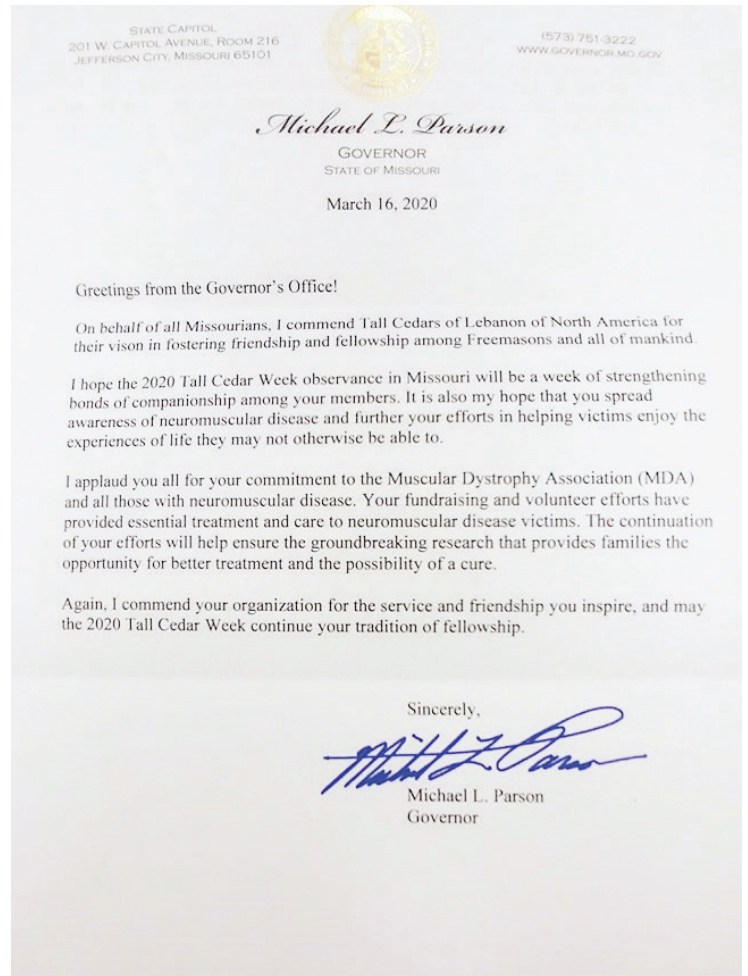 STATE CAPITOL
201 W. CAPITOL AVENUE, ROOM 216
JEFFERSON CITY, MISSOURI 65101
(573) 751-3222
WWW.GOVERNOR.MO.GOV
Michael L. Parson
GOVERNOR
STATE OF MISSOURI
March 16, 2020
Greetings from the Governor's Office!
On behalf of all Missourians, I commend Tall Cedars of Lebanon of North America for
their vison in fostering friendship and fellowship among Freemasons and all of mankind.
I hope the 2020 Tall Cedar Week observance in Missouri will be a week of strengthening
bonds of companionship among your members. It is also my hope that you spread
awareness of neuromuscular disease and further your efforts in helping victims enjoy the
experiences of life they may not otherwise be able to.
I applaud you all for your commitment to the Muscular Dystrophy Association (MDA)
and all those with neuromuscular disease. Your fundraising and volunteer efforts have
provided essential treatment and care to neuromuscular disease victims. The continuation
of your efforts will help ensure the groundbreaking research that provides families the
opportunity for better treatment and the possibility of a cure.
Again, I commend your organization for the service and friendship you inspire, and may
the 2020 Tall Cedar Week continue your tradition of fellowship.
Sincerely,
Michael L. Parson
Michael L. Parson
Governor